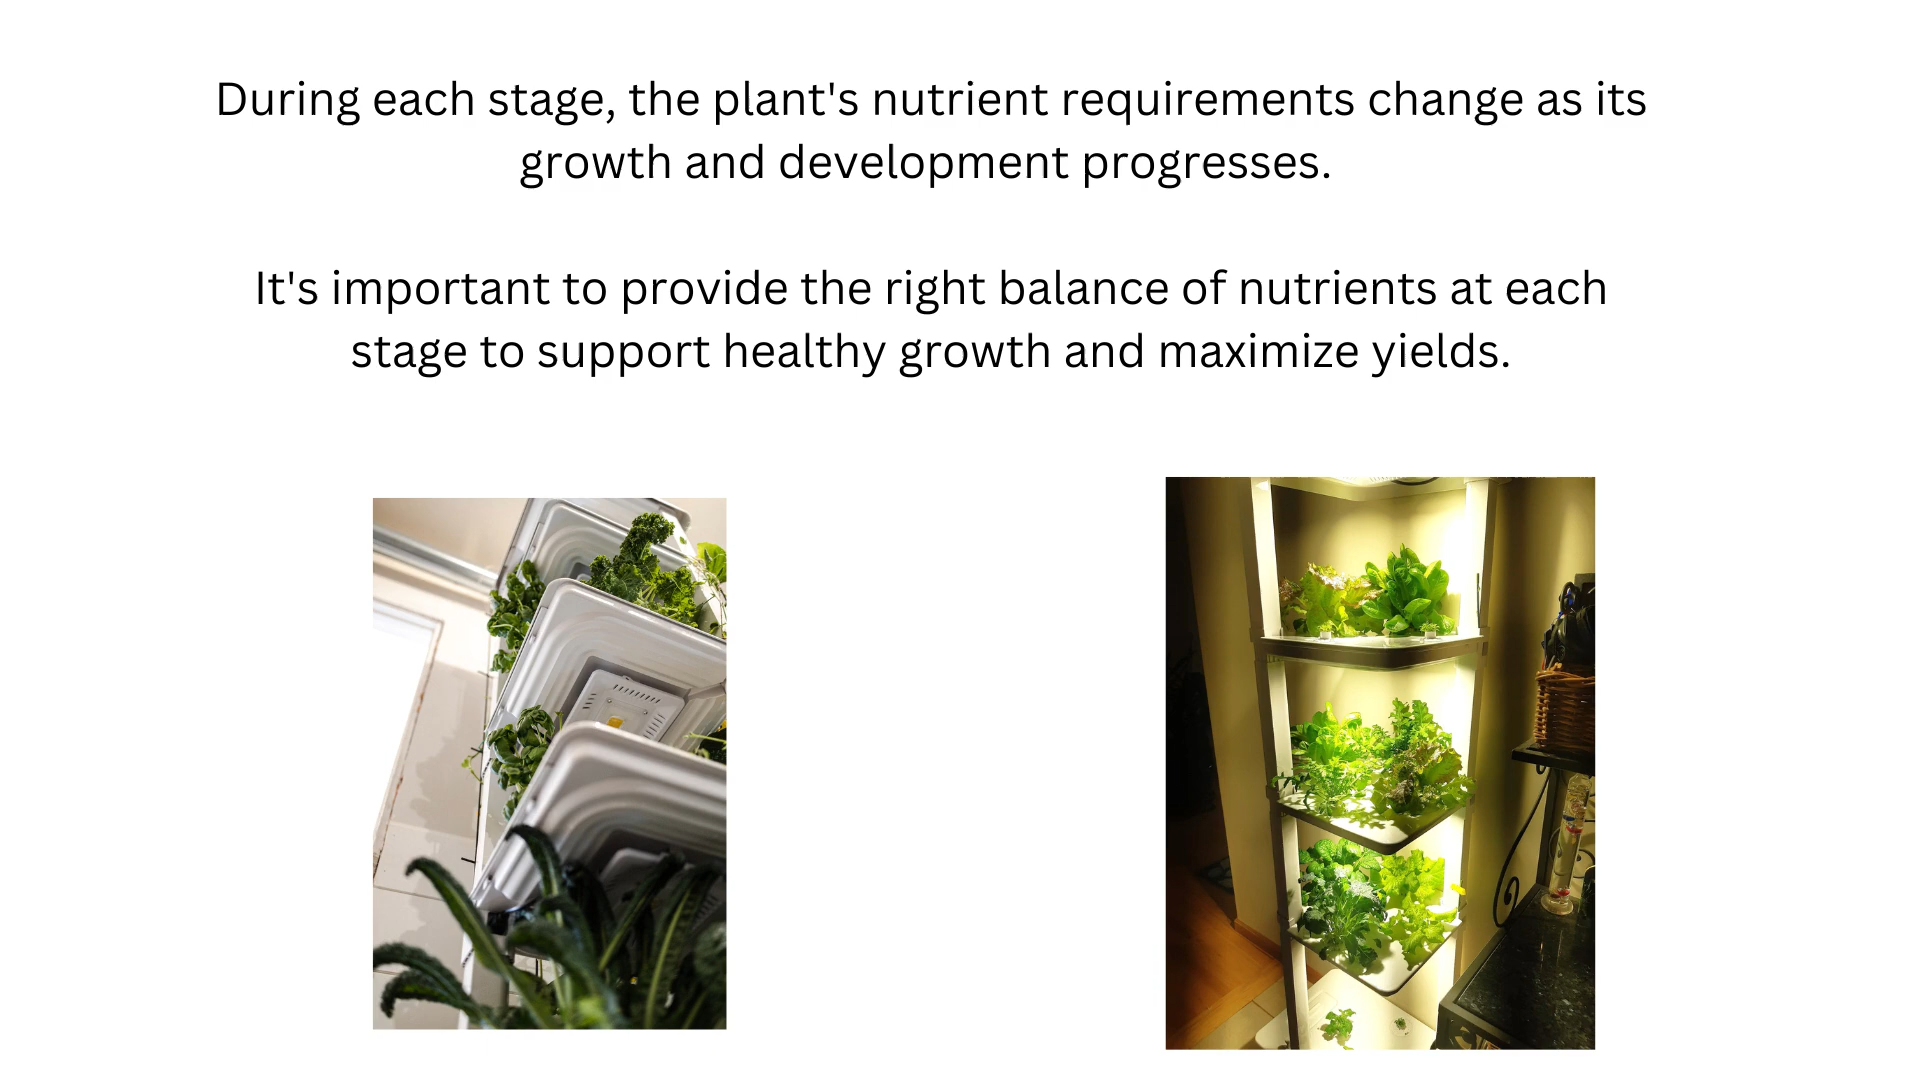 During each stage, the plant's nutrient requirements change as its
growth and development progresses.
It's important to provide the right balance of nutrients at each
stage to support healthy growth and maximize yields.